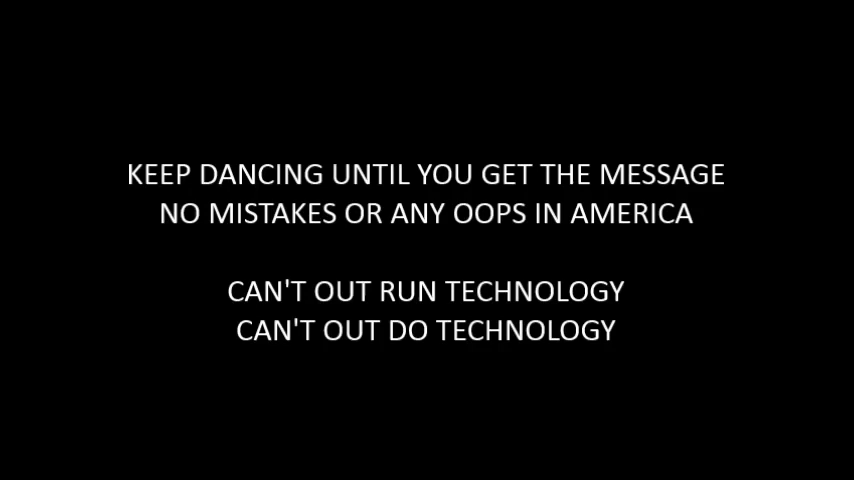 KEEP DANCING UNTIL YOU GET THE MESSAGE
NO MISTAKES OR ANY OOPS IN AMERICA
CAN'T OUT RUN TECHNOLOGY
CAN'T OUT DO TECHNOLOGY